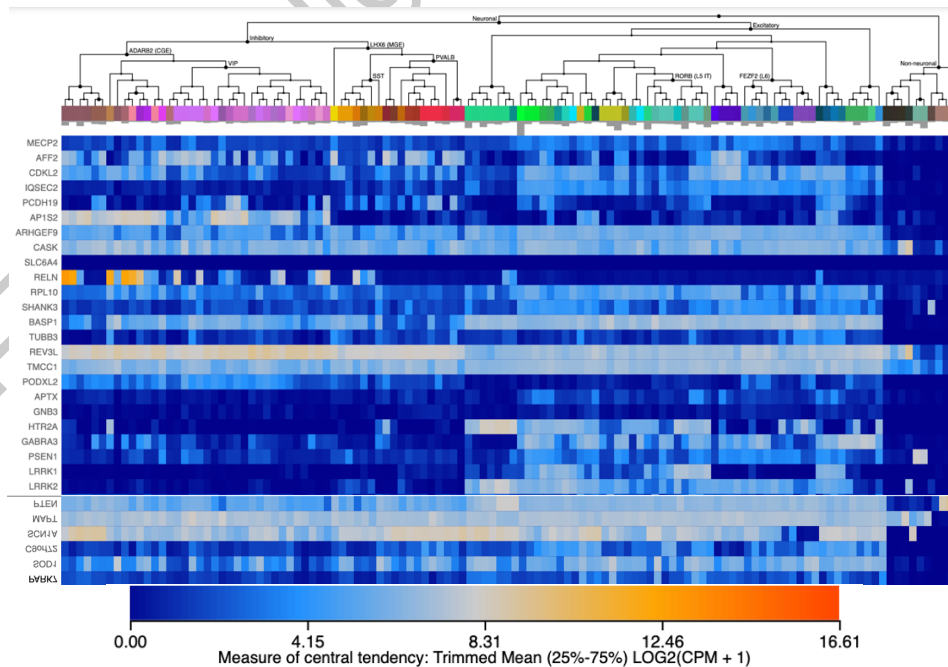 Neuronal
Excitatory
Inhibitory
LHX6 (MGE)
ADARB2 (CGE)
PVALB
VIP
Non-neuronal
SST
RORB (L5 IT)
FEZF2 (L6)
MECP2
AFF2
CDKL2
IQSEC2
PCDH19
AP1S2
ARHGEF9
CASK
SLC6A4
RELN
RPL10
SHANK3
BASP1
TUBB3
REV3L
TMCC1
PODXL2
APTX
GNB3
HTR2A
GABRA3
PSEN1
LRRK1
LRRK2
PTEN
MAPT
SCN1A
C9orf72
SOD1
PARK7
0.00 4.15 8.31 12.46 16.61
Measure of central tendency: Trimmed Mean (25%-75%) LOG2(CPM + 1)